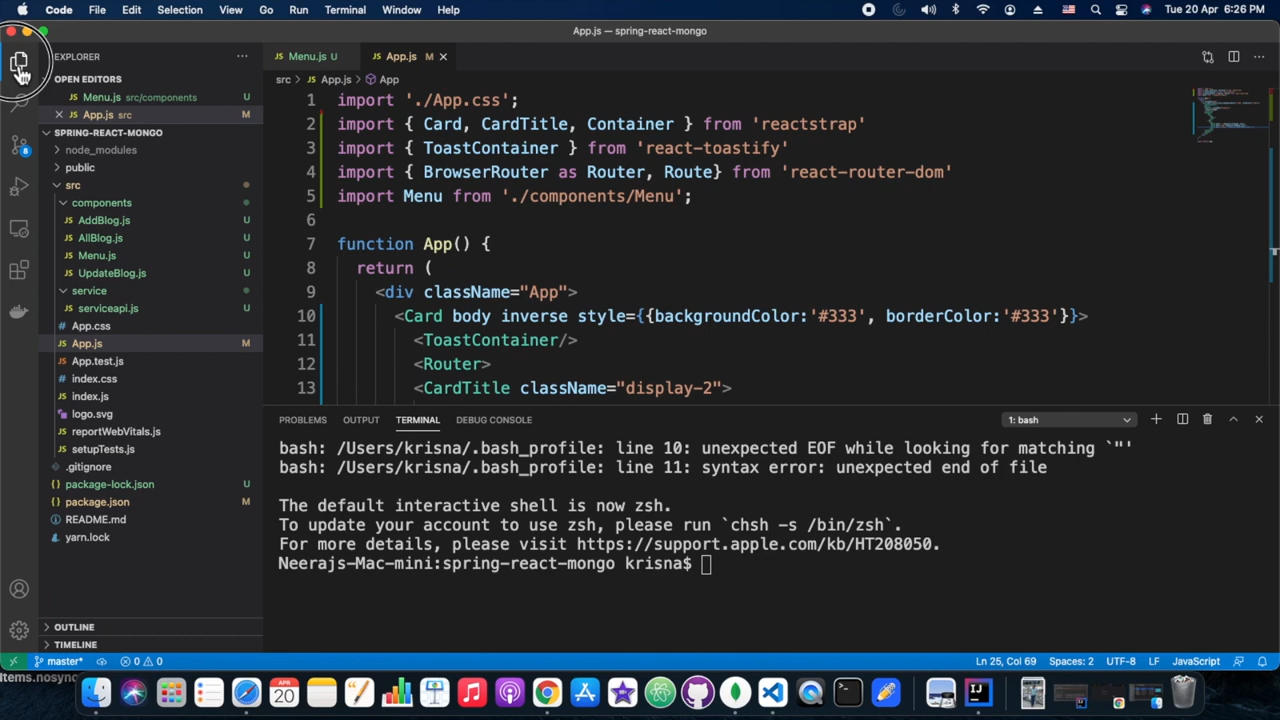 Code File Edit Selection View Go Run Terminal Window Help Tue 20 Apr 6:26 PM
App.js — spring-react-mongo
EXPLORER
OPEN EDITORS
Menu.js src/components U
App.js src M
SPRING-REACT-MONGO
node_modules
public
src
components
AddBlog.js U
AllBlog.js U
Menu.js U
UpdateBlog.js U
service
serviceapi.js U
App.css
App.js M
App.test.js
index.css
index.js
logo.svg
reportWebVitals.js
setupTests.js
.gitignore
package-lock.json U
package.json M
README.md
yarn.lock
OUTLINE
TIMELINE
8
Menu.js U App.js M
src > App.js > App
1 import './App.css';
2 import { Card, CardTitle, Container } from 'reactstrap'
3 import { ToastContainer } from 'react-toastify'
4 import { BrowserRouter as Router, Route} from 'react-router-dom'
5 import Menu from './components/Menu';
6
7 function App() {
8 return (
9 <div className="App">
10 <Card body inverse style={{backgroundColor:'#333', borderColor:'#333'}}>
11 <ToastContainer/>
12 <Router>
13 <CardTitle className="display-2">
PROBLEMS OUTPUT TERMINAL DEBUG CONSOLE 1: bash
bash: /Users/krisna/.bash_profile: line 10: unexpected EOF while looking for matching `"'
bash: /Users/krisna/.bash_profile: line 11: syntax error: unexpected end of file
The default interactive shell is now zsh.
To update your account to use zsh, please run `chsh -s /bin/zsh`.
For more details, please visit https://support.apple.com/kb/HT208050.
Neerajs-Mac-mini:spring-react-mongo krisna$
master* 0 0 Ln 25, Col 69 Spaces: 2 UTF-8 LF JavaScript
Items.nosync
APR
20